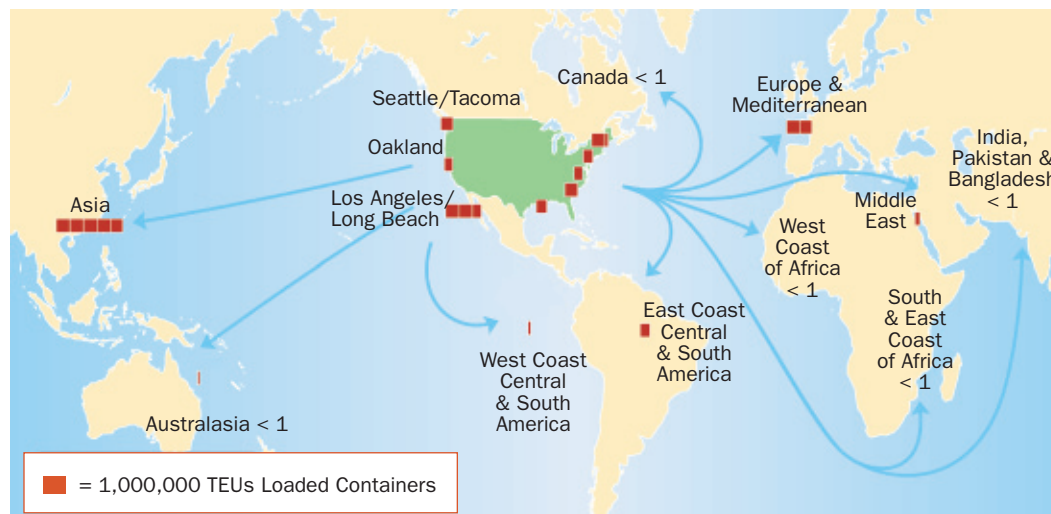 Canada < 1
Seattle/Tacoma
Europe &
Mediterranean
Oakland
India,
Pakistan &
Bangladesh
< 1
Asia
Los Angeles/
Long Beach
Middle
East
West
Coast
of Africa
< 1
South
& East
Coast
of Africa
< 1
East Coast
Central
& South
America
West Coast
Central
& South
America
Australasia < 1
= 1,000,000 TEUs Loaded Containers